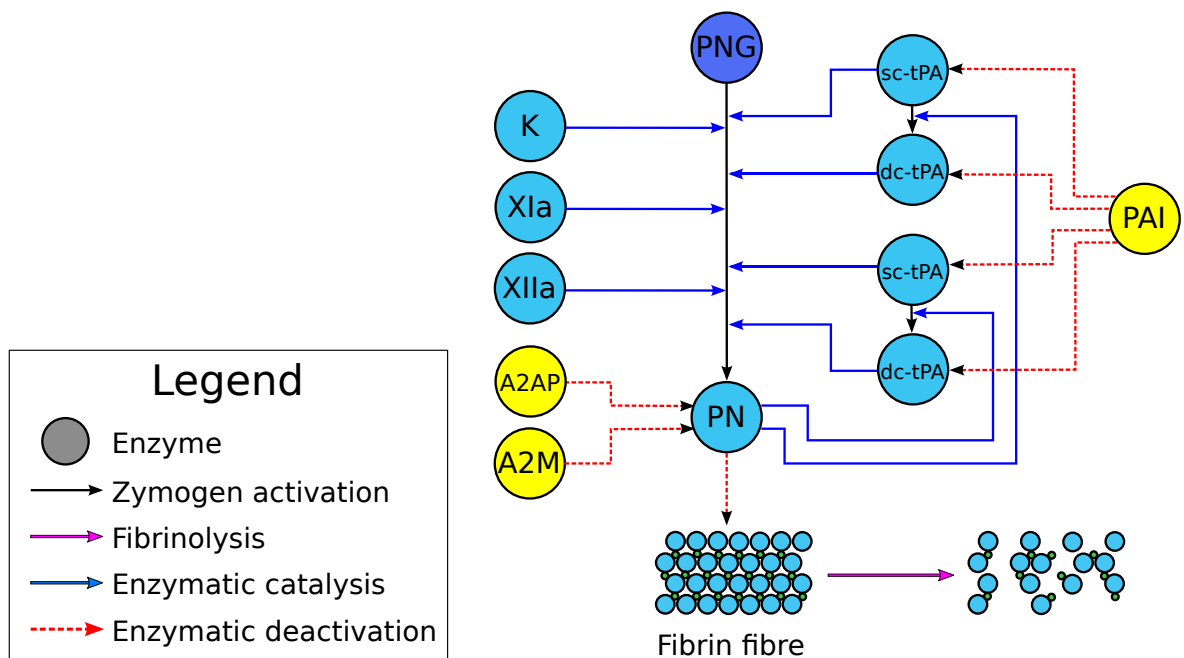 PNG
sc-tPA
K
dc-tPA
XIa
PAI
sc-tPA
XIIa
dc-tPA
A2AP
PN
A2M
Legend
Enzyme
Zymogen activation
Fibrinolysis
Enzymatic catalysis
Enzymatic deactivation
Fibrin fibre